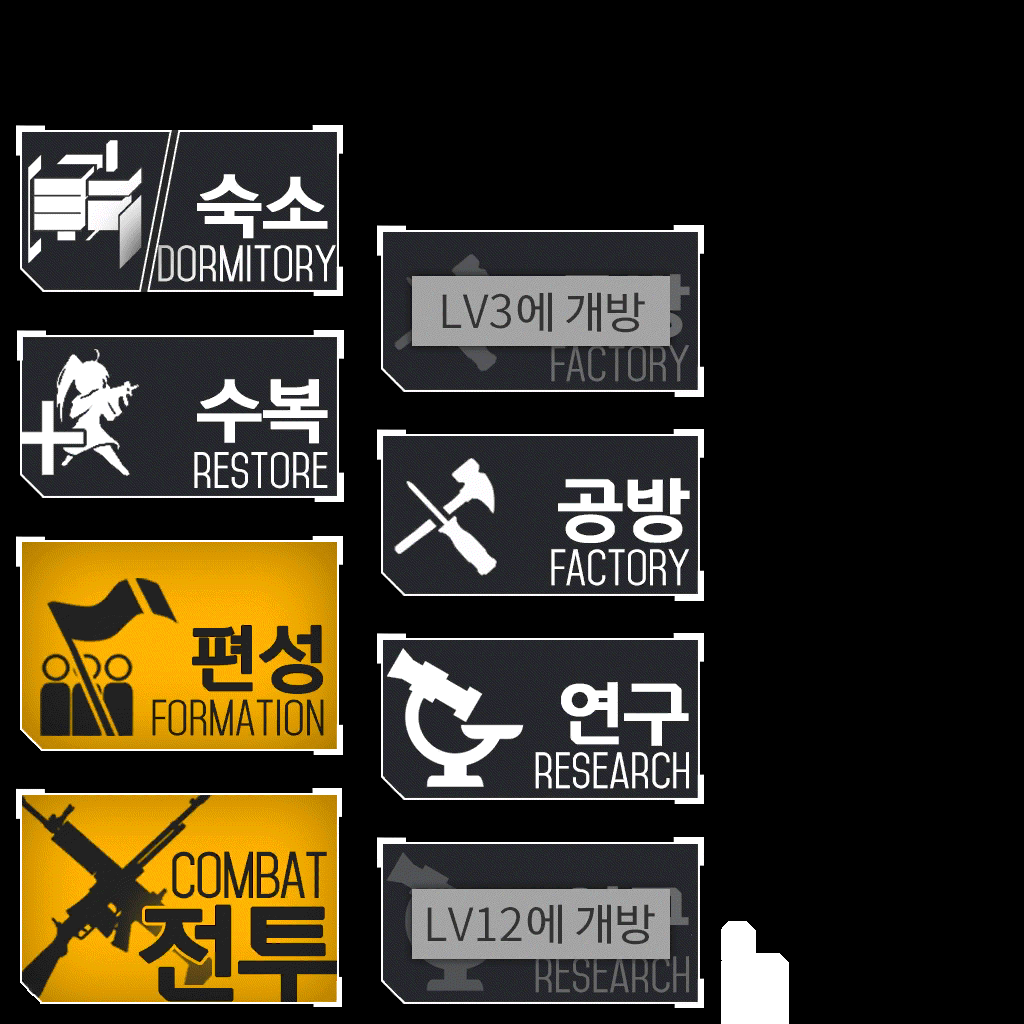 숙소
DORMITORY
수복
RESTORE
편성
FORMATION
COMBAT
전투
LV3에 개방
FACTORY
공방
FACTORY
연구
RESEARCH
LV12에 개방
RESEARCH